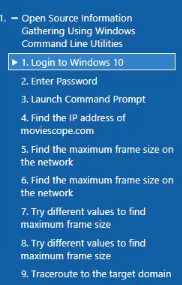 1. − Open Source Information
Gathering Using Windows
Command Line Utilities
▶ 1. Login to Windows 10
2. Enter Password
3. Launch Command Prompt
4. Find the IP address of
moviescope.com
5. Find the maximum frame size on
the network
6. Find the maximum frame size on
the network
7. Try different values to find
maximum frame size
8. Try different values to find
maximum frame size
9. Traceroute to the target domain